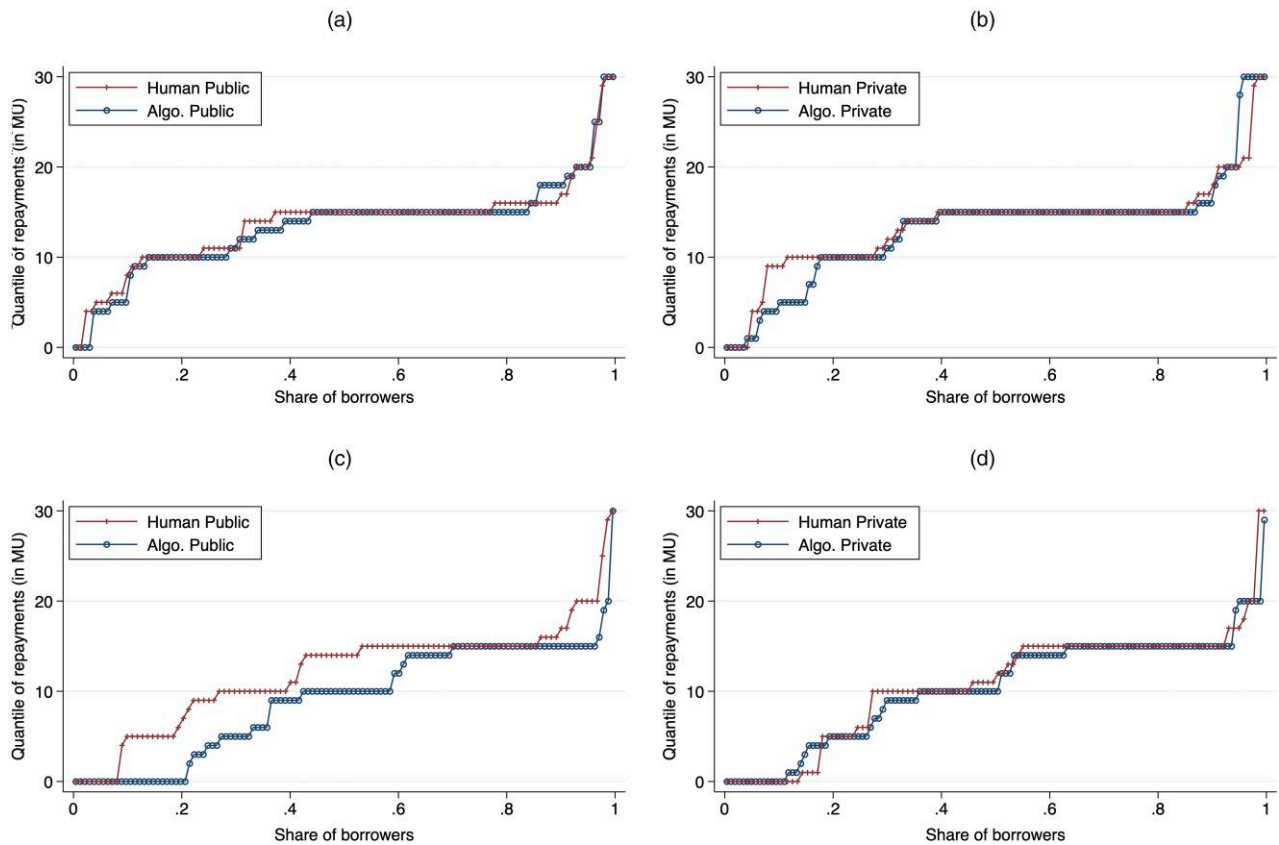 (a)
Quantile of repayments (in MU)
30
20
10
0
Human Public
Algo. Public
0 .2 .4 .6 .8 1
Share of borrowers
(b)
Quantile of repayments (in MU)
30
20
10
0
Human Private
Algo. Private
0 .2 .4 .6 .8 1
Share of borrowers
(c)
Quantile of repayments (in MU)
30
20
10
0
Human Public
Algo. Public
0 .2 .4 .6 .8 1
Share of borrowers
(d)
Quantile of repayments (in MU)
30
20
10
0
Human Private
Algo. Private
0 .2 .4 .6 .8 1
Share of borrowers